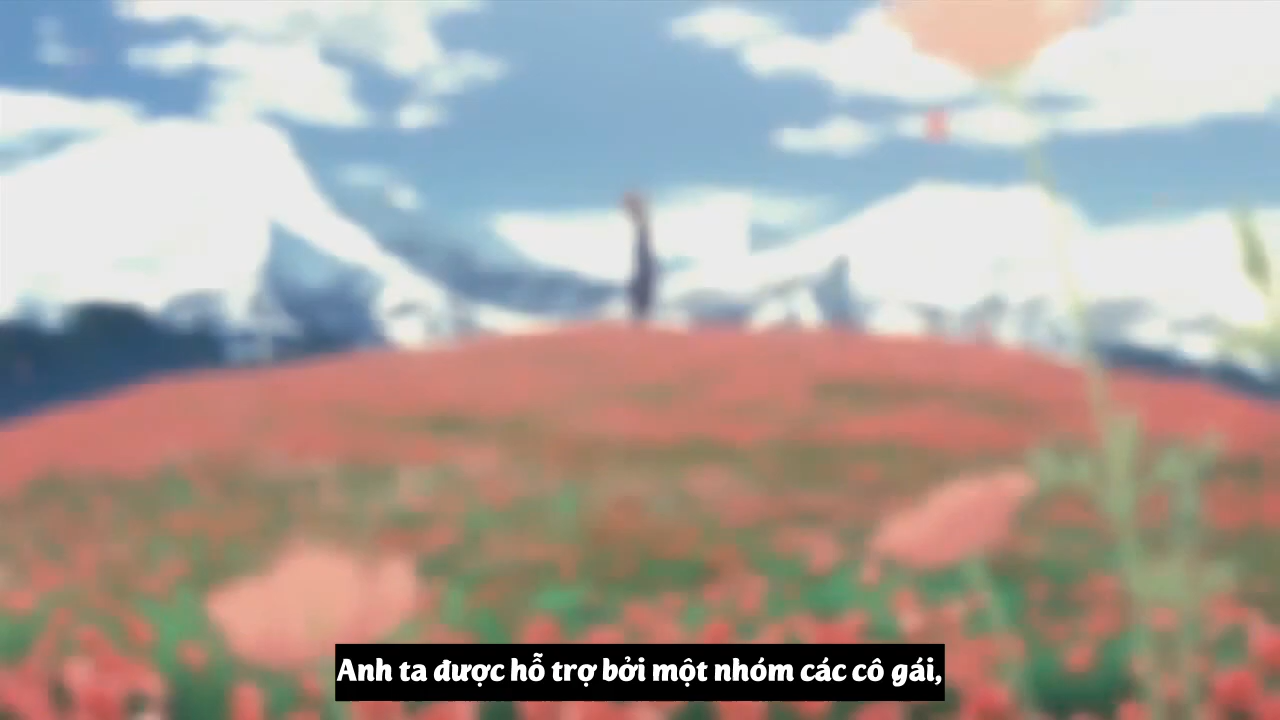 Anh ta được hỗ trợ bởi một nhóm các cô gái,